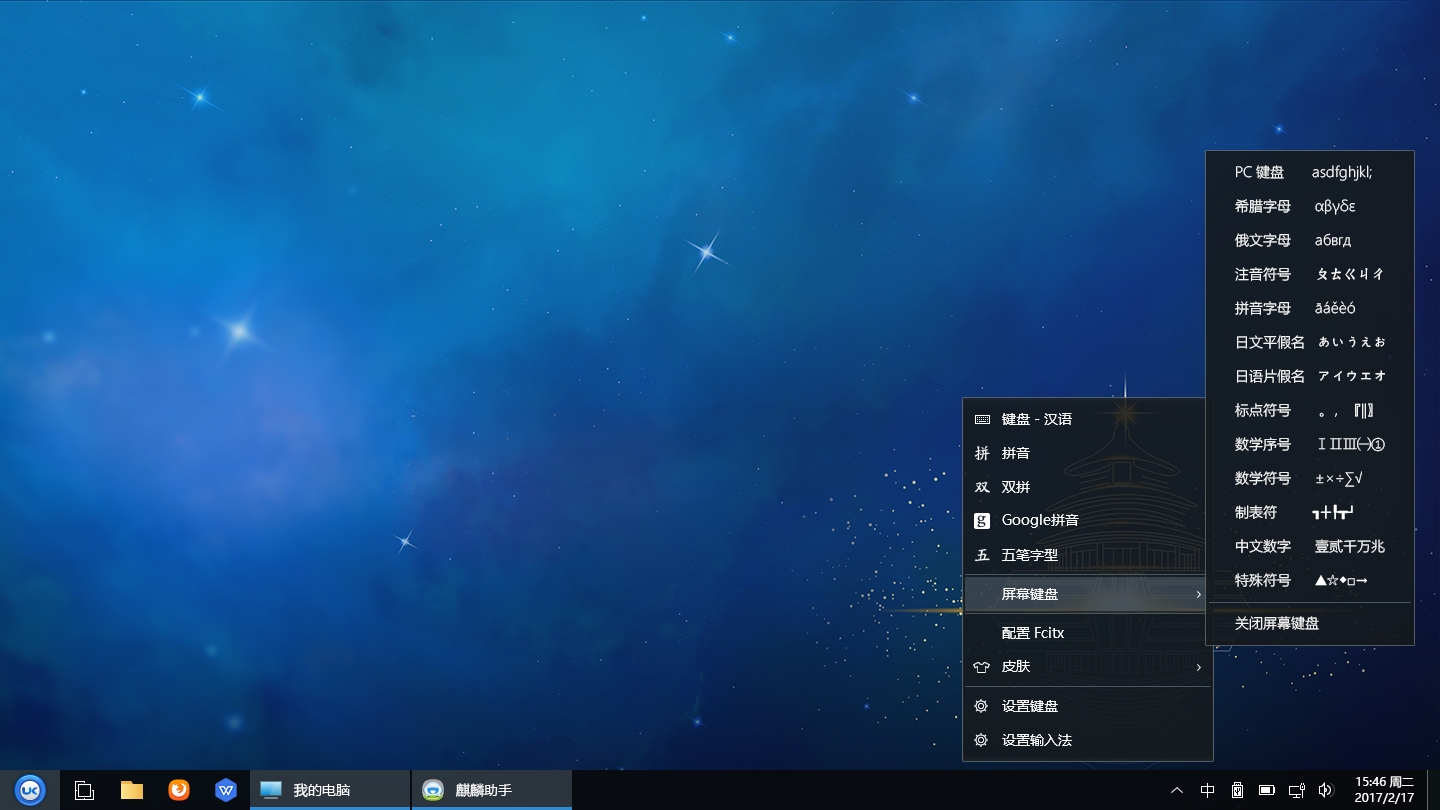 PC 键盘 asdfghjkl;
希腊字母 αβγδε
俄文字母 абвгд
注音符号 ㄆㄊㄍㄐㄔ
拼音字母 āáěèó
日文平假名 あいうえお
日语片假名 アイウエオ
标点符号 。，『‖》
数学序号 ⅠⅡⅢ㈠①
数学符号 ±×÷∑√
制表符 ┓┼┠┯┘
中文数字 壹贰千万兆
特殊符号 ▲☆◆□→
关闭屏幕键盘
键盘 - 汉语
拼 拼音
双 双拼
g Google拼音
五 五笔字型
屏幕键盘
配置 Fcitx
皮肤
设置键盘
设置输入法
UK
W
我的电脑
麒麟助手
中
15:46 周二
2017/2/17